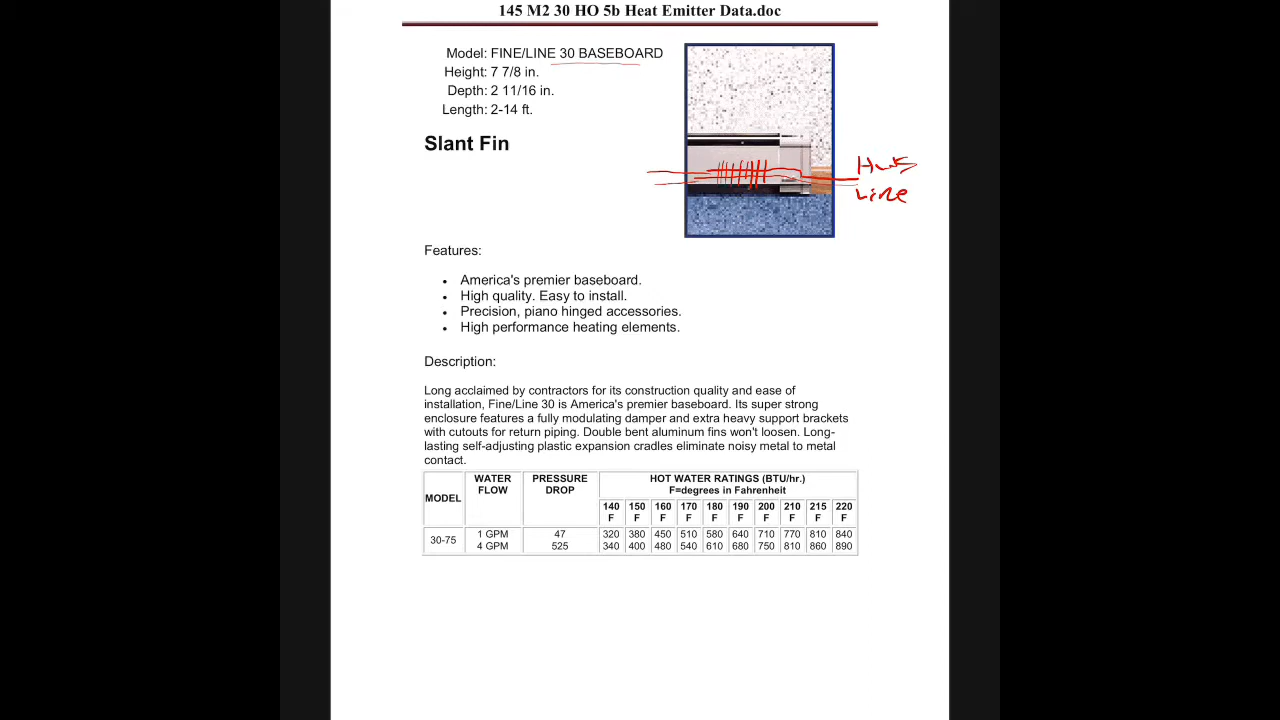 145 M2 30 HO 5b Heat Emitter Data.doc
Model: FINE/LINE 30 BASEBOARD
Height: 7 7/8 in.
Depth: 2 11/16 in.
Length: 2-14 ft.
Slant Fin
HWS
Line
Features:
• America's premier baseboard.
• High quality. Easy to install.
• Precision, piano hinged accessories.
• High performance heating elements.
Description:
Long acclaimed by contractors for its construction quality and ease of
installation, Fine/Line 30 is America's premier baseboard. Its super strong
enclosure features a fully modulating damper and extra heavy support brackets
with cutouts for return piping. Double bent aluminum fins won't loosen. Long-
lasting self-adjusting plastic expansion cradles eliminate noisy metal to metal
contact.
MODEL WATER FLOW PRESSURE DROP HOT WATER RATINGS (BTU/hr.)
F=degrees in Fahrenheit
140 F 150 F 160 F 170 F 180 F 190 F 200 F 210 F 215 F 220 F
30-75 1 GPM 47 320 380 450 510 580 640 710 770 810 840
4 GPM 525 340 400 480 540 610 680 750 810 860 890